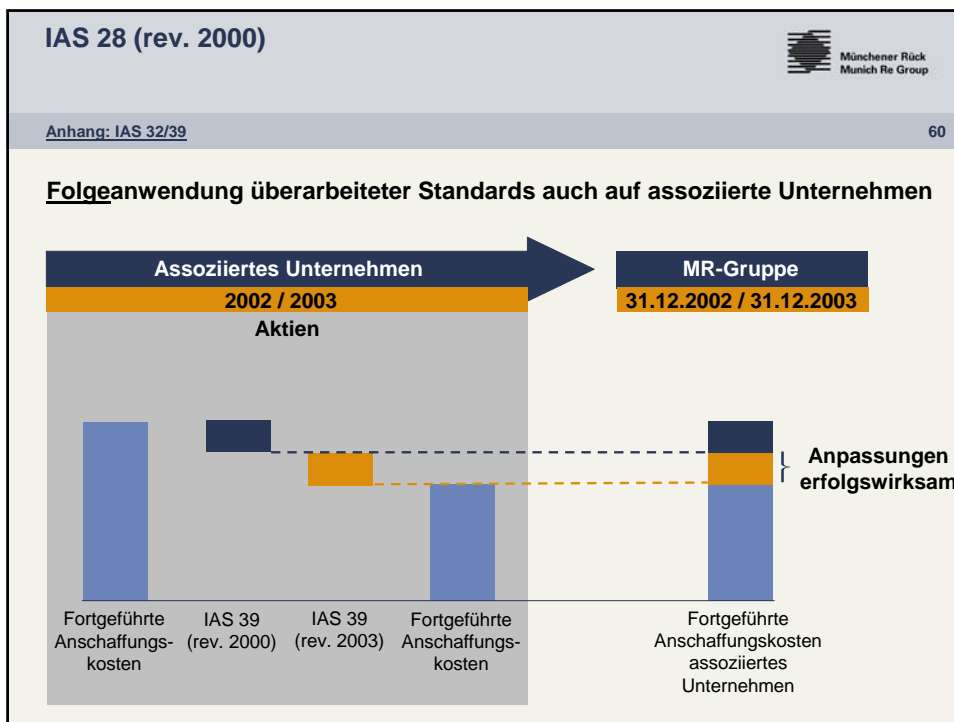 IAS 28 (rev. 2000)
Münchener Rück
Munich Re Group
Anhang: IAS 32/39
60
Folgeanwendung überarbeiteter Standards auch auf assoziierte Unternehmen
Assoziiertes Unternehmen
2002 / 2003
Aktien
MR-Gruppe
31.12.2002 / 31.12.2003
Anpassungen
erfolgswirksam
Fortgeführte
Anschaffungs-
kosten
IAS 39
(rev. 2000)
IAS 39
(rev. 2003)
Fortgeführte
Anschaffungs-
kosten
Fortgeführte
Anschaffungskosten
assoziiertes
Unternehmen